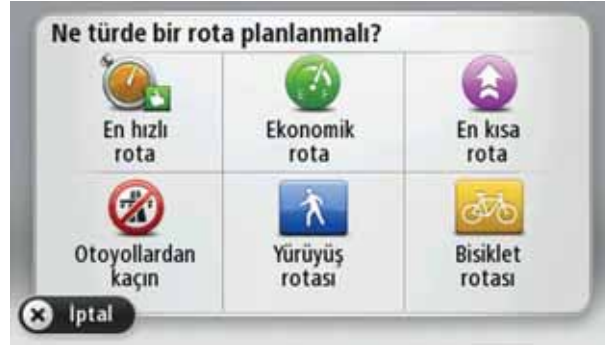 Ne türde bir rota planlanmalı?
En hızlı
rota
Ekonomik
rota
En kısa
rota
Otoyollardan
kaçın
Yürüyüş
rotası
Bisiklet
rotası
İptal